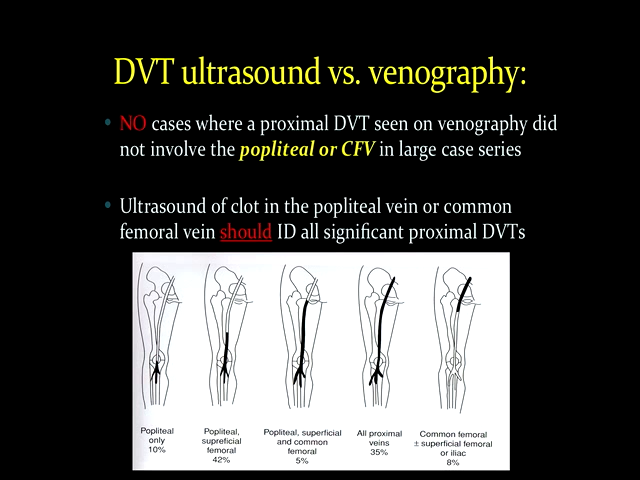 DVT ultrasound vs. venography:
NO cases where a proximal DVT seen on venography did
not involve the popliteal or CFV in large case series
Ultrasound of clot in the popliteal vein or common
femoral vein should ID all significant proximal DVTs
Popliteal
only
10%
Popliteal,
supreficial
femoral
42%
Popliteal, superficial
and common
femoral
5%
All proximal
veins
35%
Common femoral
± superficial femoral
or iliac
8%